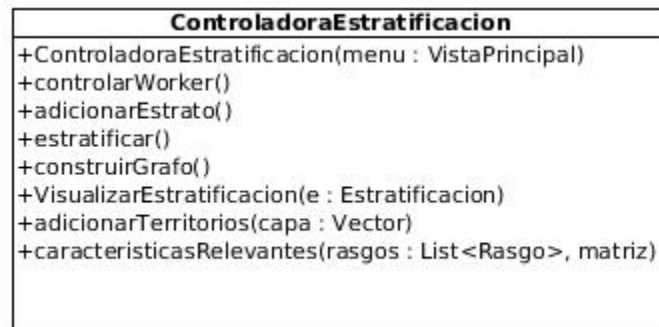 ControladoraEstratificacion
+ControladoraEstratificacion(menu : VistaPrincipal)
+controlarWorker()
+adicionarEstrato()
+estratificar()
+construirGrafo()
+VisualizarEstratificacion(e : Estratificacion)
+adicionarTerritorios(capa : Vector)
+caracteristicasRelevantes(rasgos : List<Rasgo>, matriz)